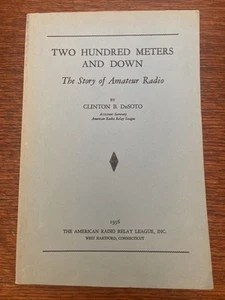 TWO HUNDRED METERS
AND DOWN
The Story of Amateur Radio
BY
CLINTON B. DeSOTO
Assistant Secretary
American Radio Relay League
1936
THE AMERICAN RADIO RELAY LEAGUE, INC.
WEST HARTFORD, CONNECTICUT